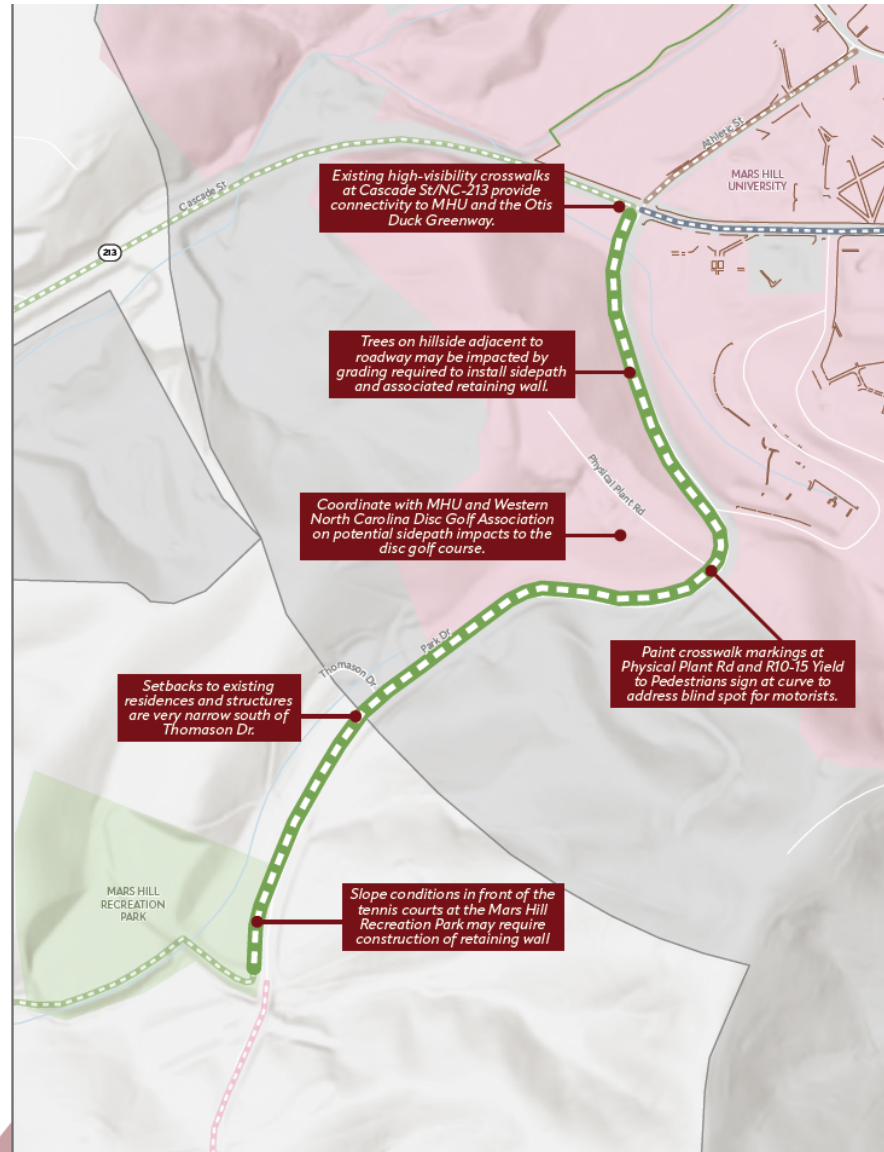 Athletic St
MARS HILL
UNIVERSITY
Existing high-visibility crosswalks
at Cascade St/NC-213 provide
connectivity to MHU and the Otis
Duck Greenway.
Cascade St
213
Trees on hillside adjacent to
roadway may be impacted by
grading required to install sidepath
and associated retaining wall.
Physical Plant Rd
Coordinate with MHU and Western
North Carolina Disc Golf Association
on potential sidepath impacts to the
disc golf course.
Park Dr
Paint crosswalk markings at
Physical Plant Rd and R10-15 Yield
to Pedestrians sign at curve to
address blind spot for motorists.
Thomason Dr
Setbacks to existing
residences and structures
are very narrow south of
Thomason Dr.
MARS HILL
RECREATION
PARK
Slope conditions in front of the
tennis courts at the Mars Hill
Recreation Park may require
construction of retaining wall